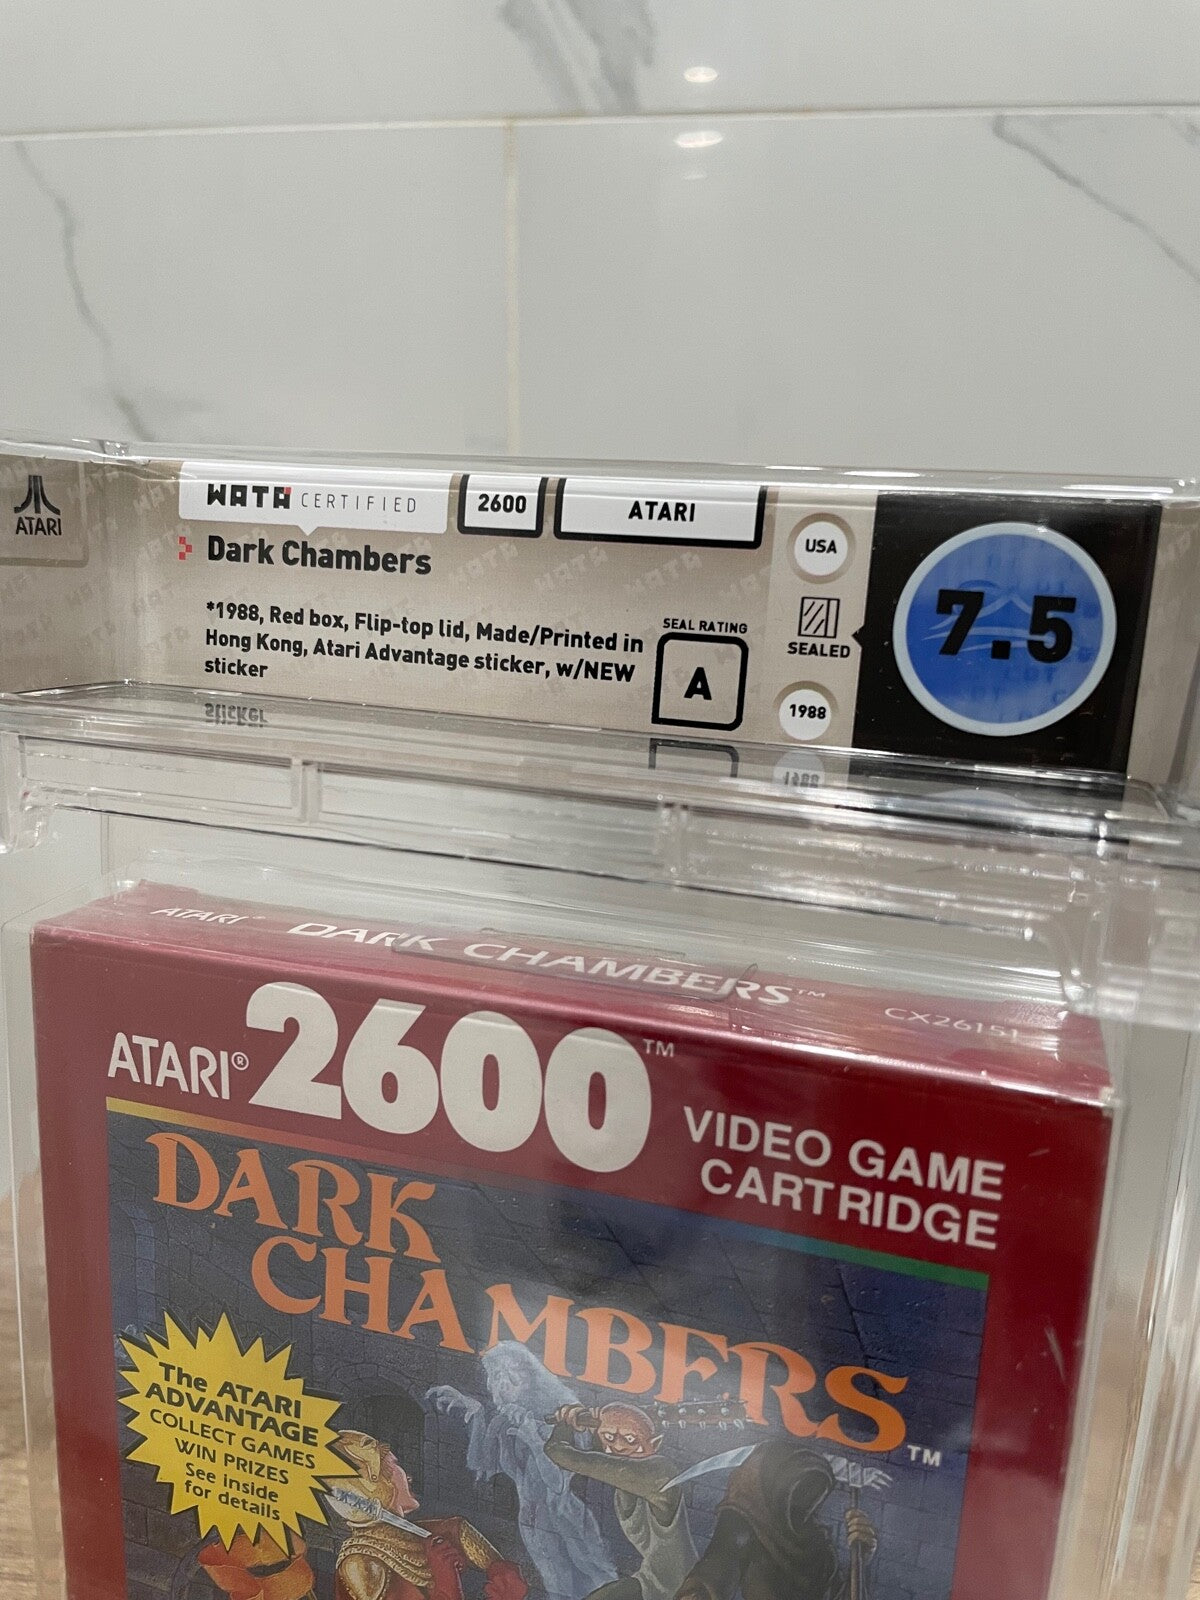 ATARI
WATA CERTIFIED
2600
ATARI
Dark Chambers
*1988, Red box, Flip-top lid, Made/Printed in
Hong Kong, Atari Advantage sticker, w/NEW
sticker
SEAL RATING
A
USA
SEALED
1988
7.5
ATARI® DARK CHAMBERS™ CX26151
ATARI® 2600™
VIDEO GAME
CARTRIDGE
DARK
CHAMBERS™
The ATARI
ADVANTAGE
COLLECT GAMES
WIN PRIZES
See inside
for details